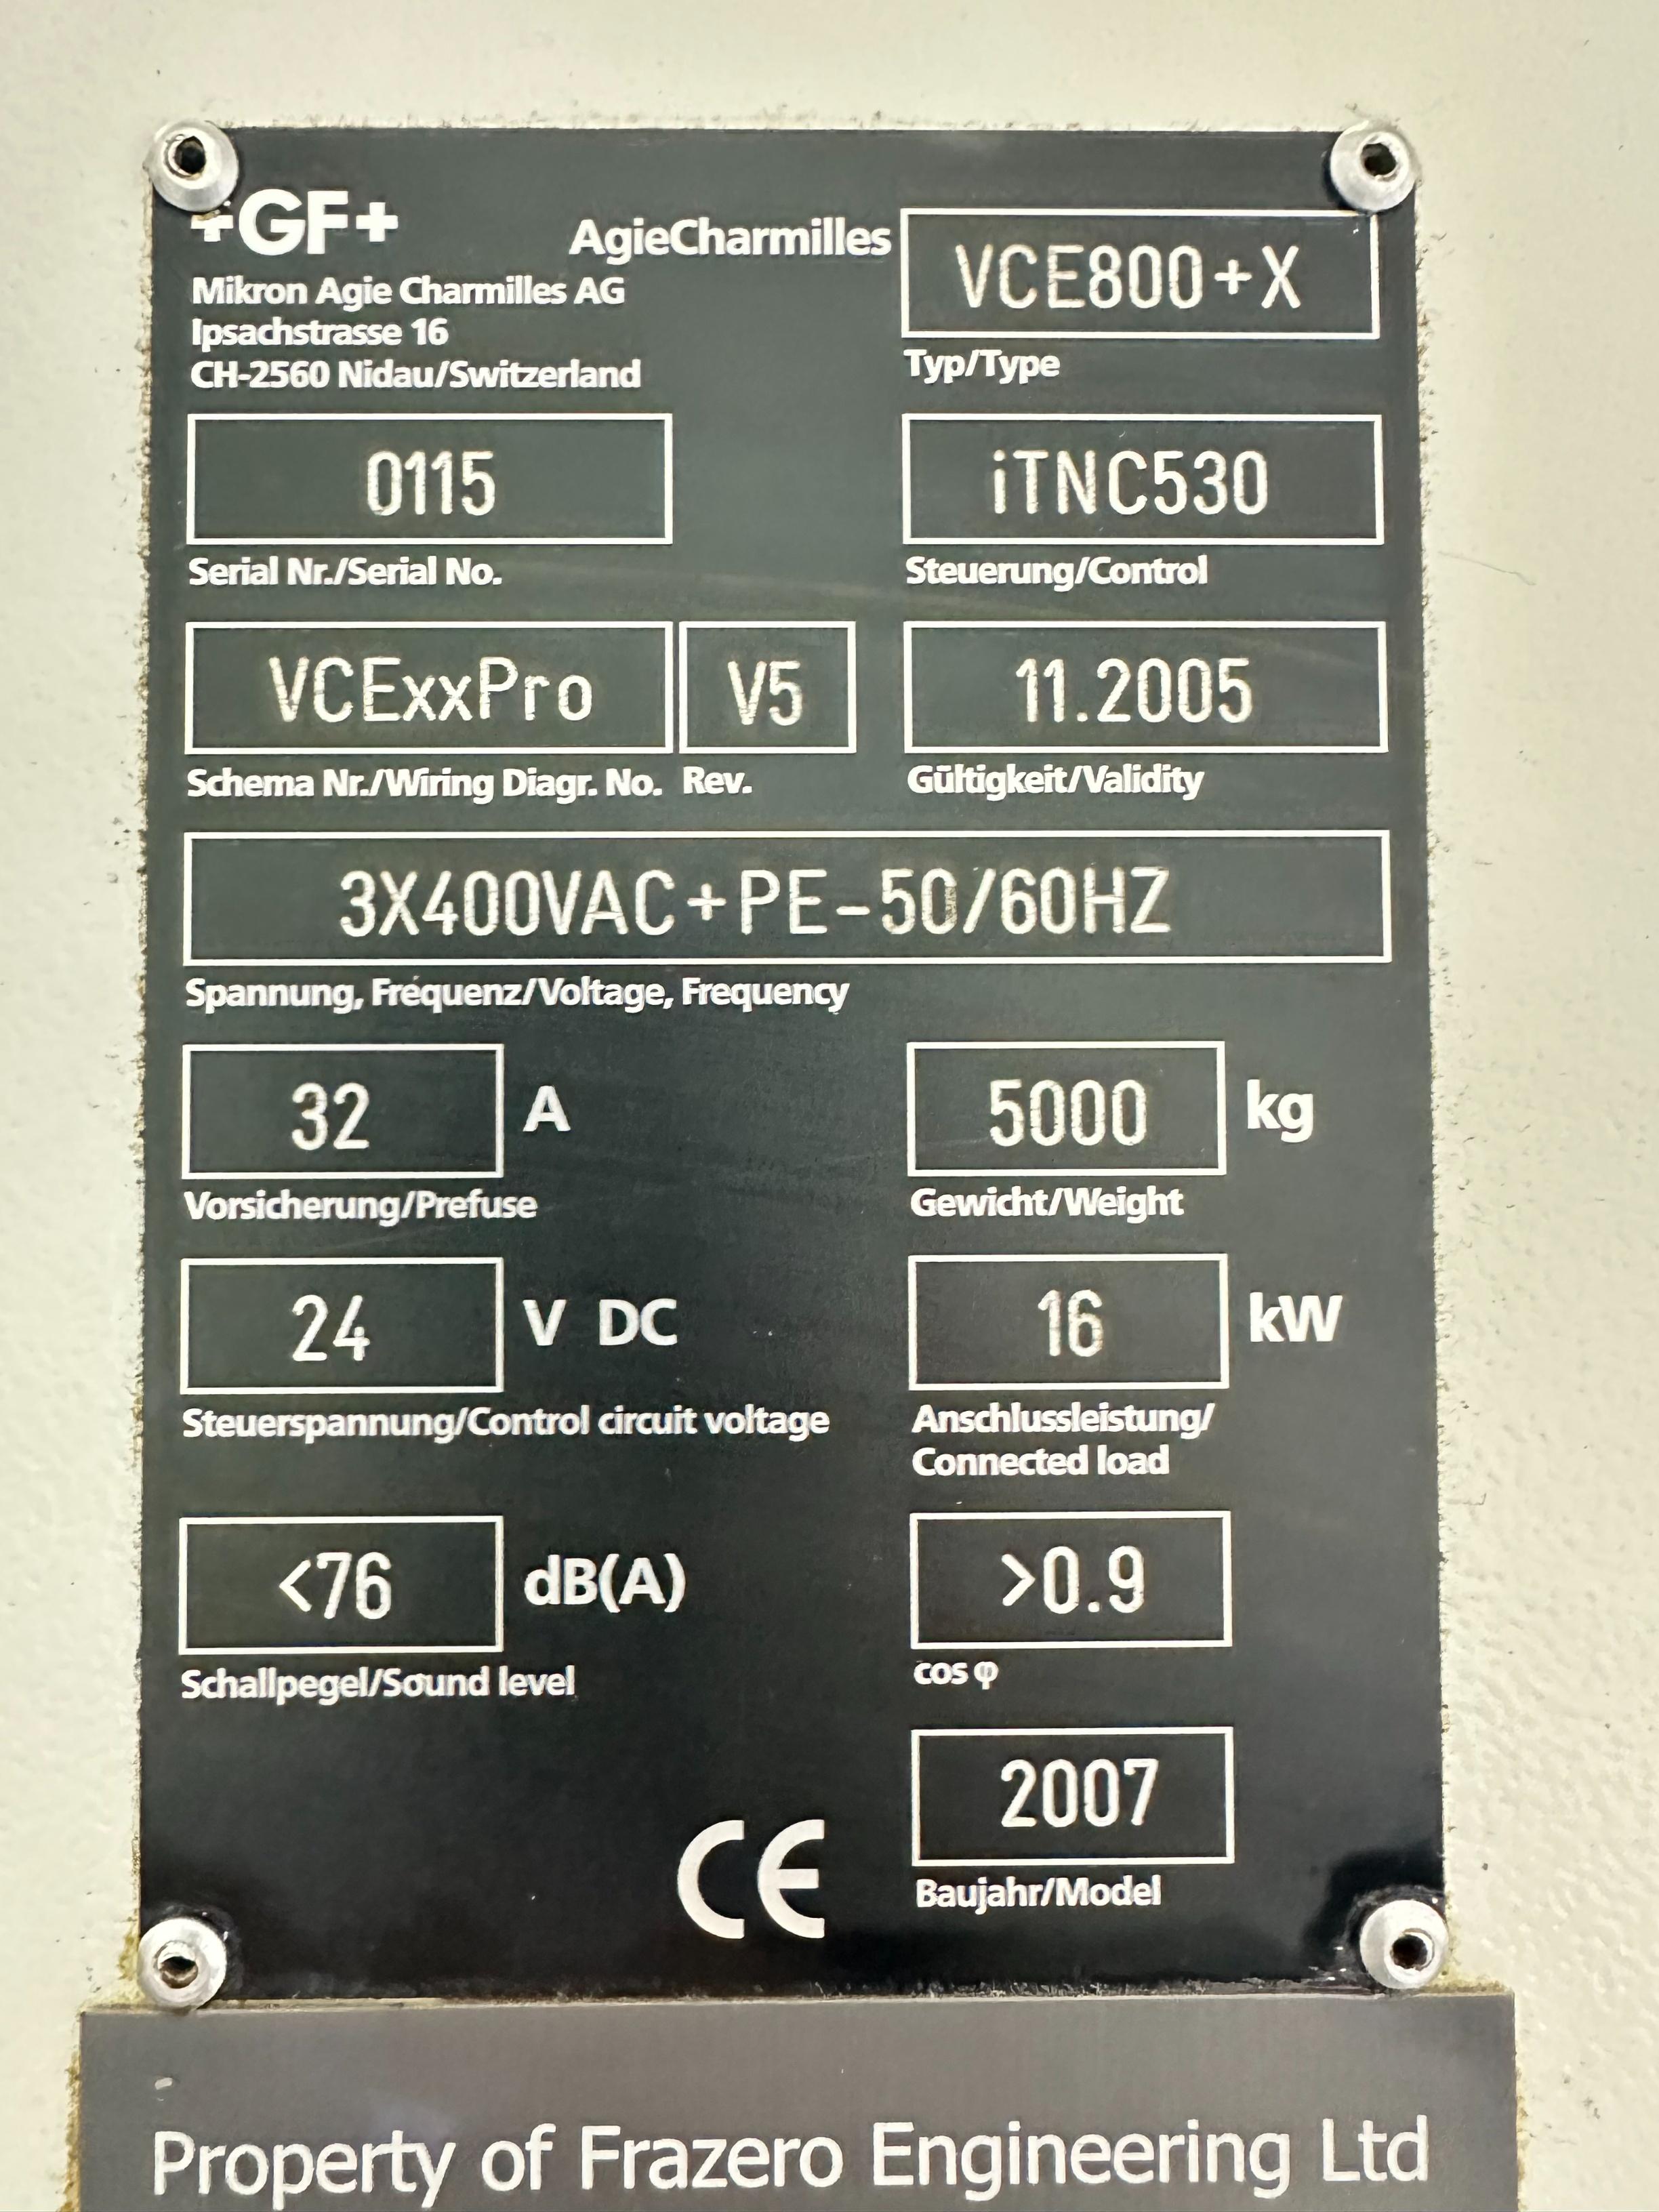 +GF+
AgieCharmilles
VCE800+X
Mikron Agie Charmilles AG
Ipsachstrasse 16
CH-2560 Nidau/Switzerland
Typ/Type
0115
iTNC530
Serial Nr./Serial No.
Steuerung/Control
VCExxPro
V5
11.2005
Schema Nr./Wiring Diagr. No.
Rev.
Gültigkeit/Validity
3X400VAC+PE-50/60HZ
Spannung, Fréquenz/Voltage, Frequency
32 A
5000 kg
Vorsicherung/Prefuse
Gewicht/Weight
24 V DC
16 kW
Steuerspannung/Control circuit voltage
Anschlussleistung/
Connected load
<76 dB(A)
>0.9
Schallpegel/Sound level
cos φ
2007
CE
Baujahr/Model
Property of Frazero Engineering Ltd